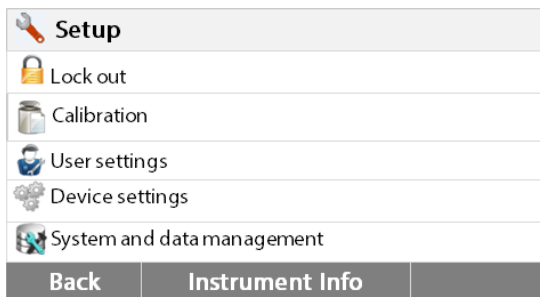 Setup
Lock out
Calibration
User settings
Device settings
System and data management
Back Instrument Info